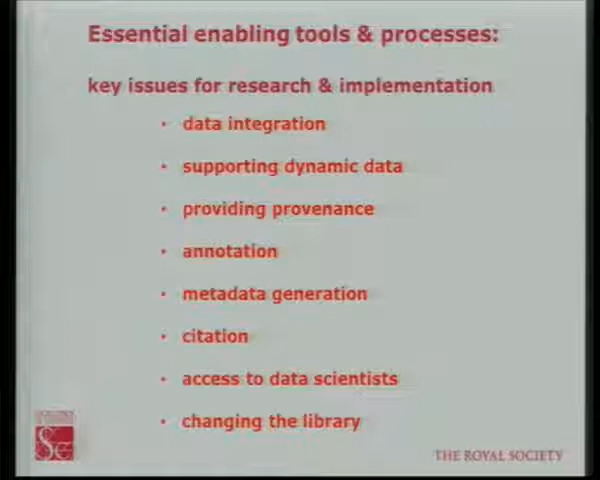 Essential enabling tools & processes:
key issues for research & implementation
• data integration
• supporting dynamic data
• providing provenance
• annotation
• metadata generation
• citation
• access to data scientists
• changing the library
THE ROYAL SOCIETY